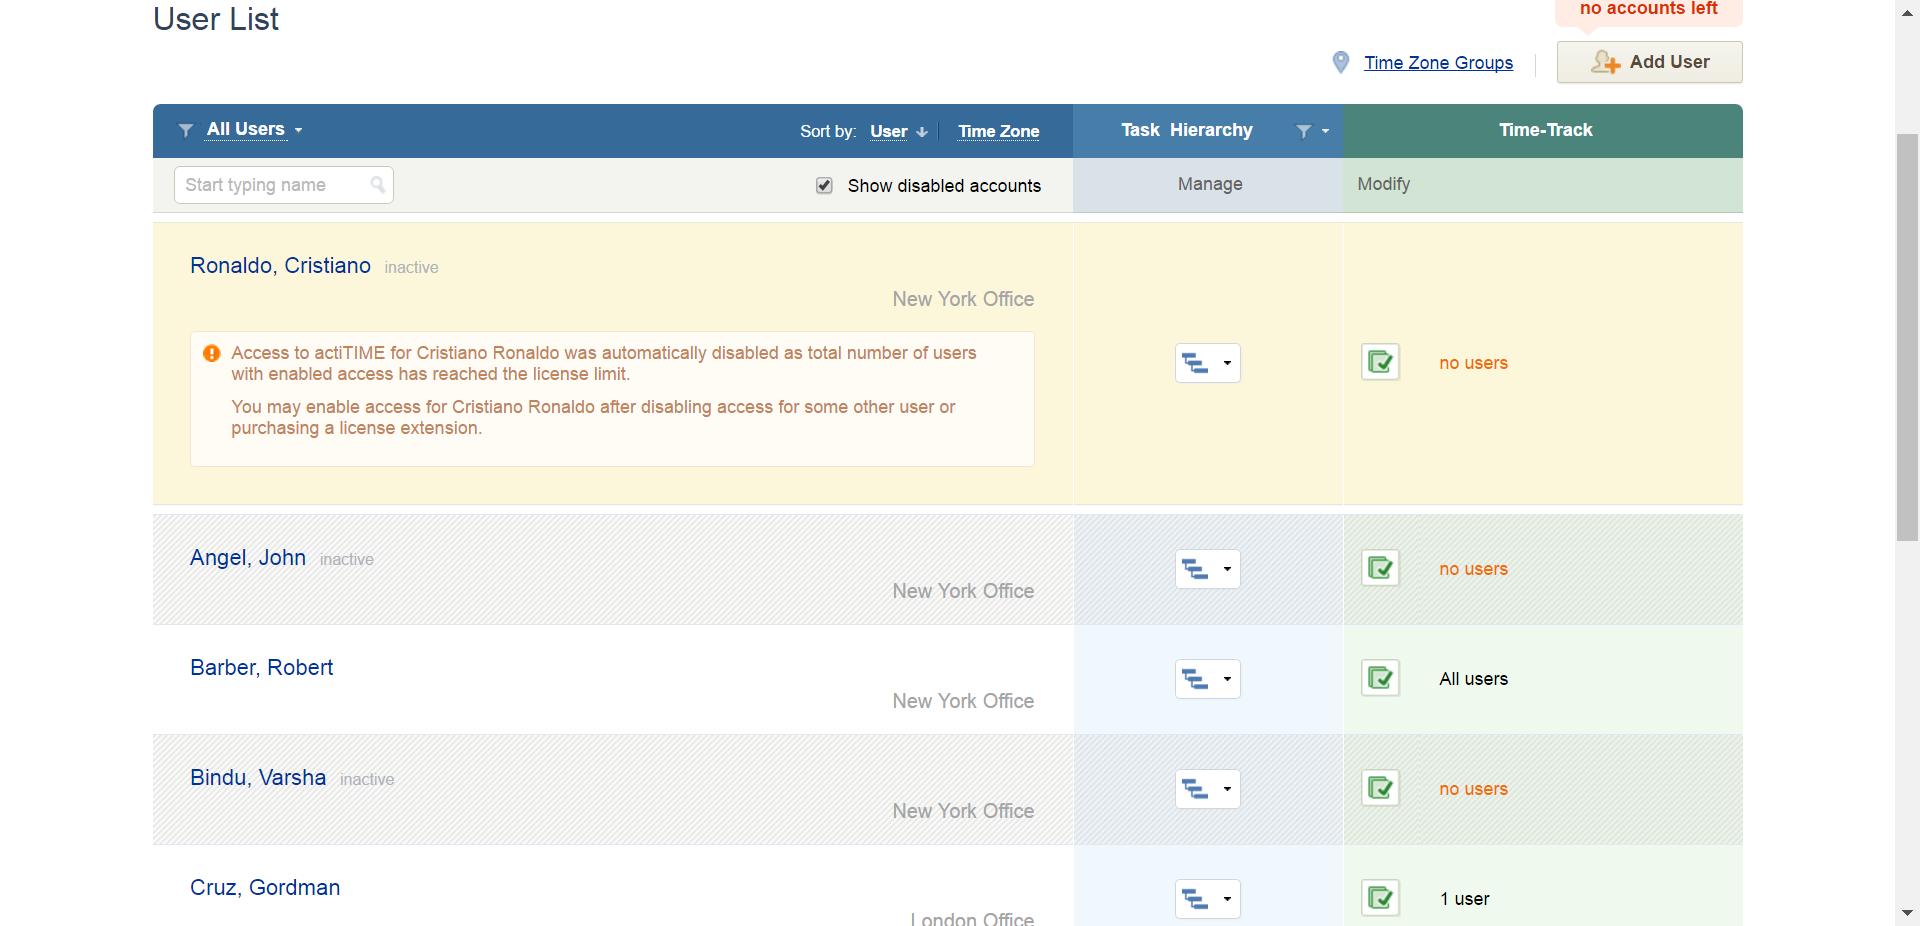 User List
no accounts left
Time Zone Groups
Add User
All Users
Sort by: User Time Zone
Task Hierarchy
Time-Track
Start typing name
Show disabled accounts
Manage
Modify
Ronaldo, Cristiano inactive
New York Office
Access to actiTIME for Cristiano Ronaldo was automatically disabled as total number of users
with enabled access has reached the license limit.
You may enable access for Cristiano Ronaldo after disabling access for some other user or
purchasing a license extension.
no users
Angel, John inactive
New York Office
no users
Barber, Robert
New York Office
All users
Bindu, Varsha inactive
New York Office
no users
Cruz, Gordman
London Office
1 user